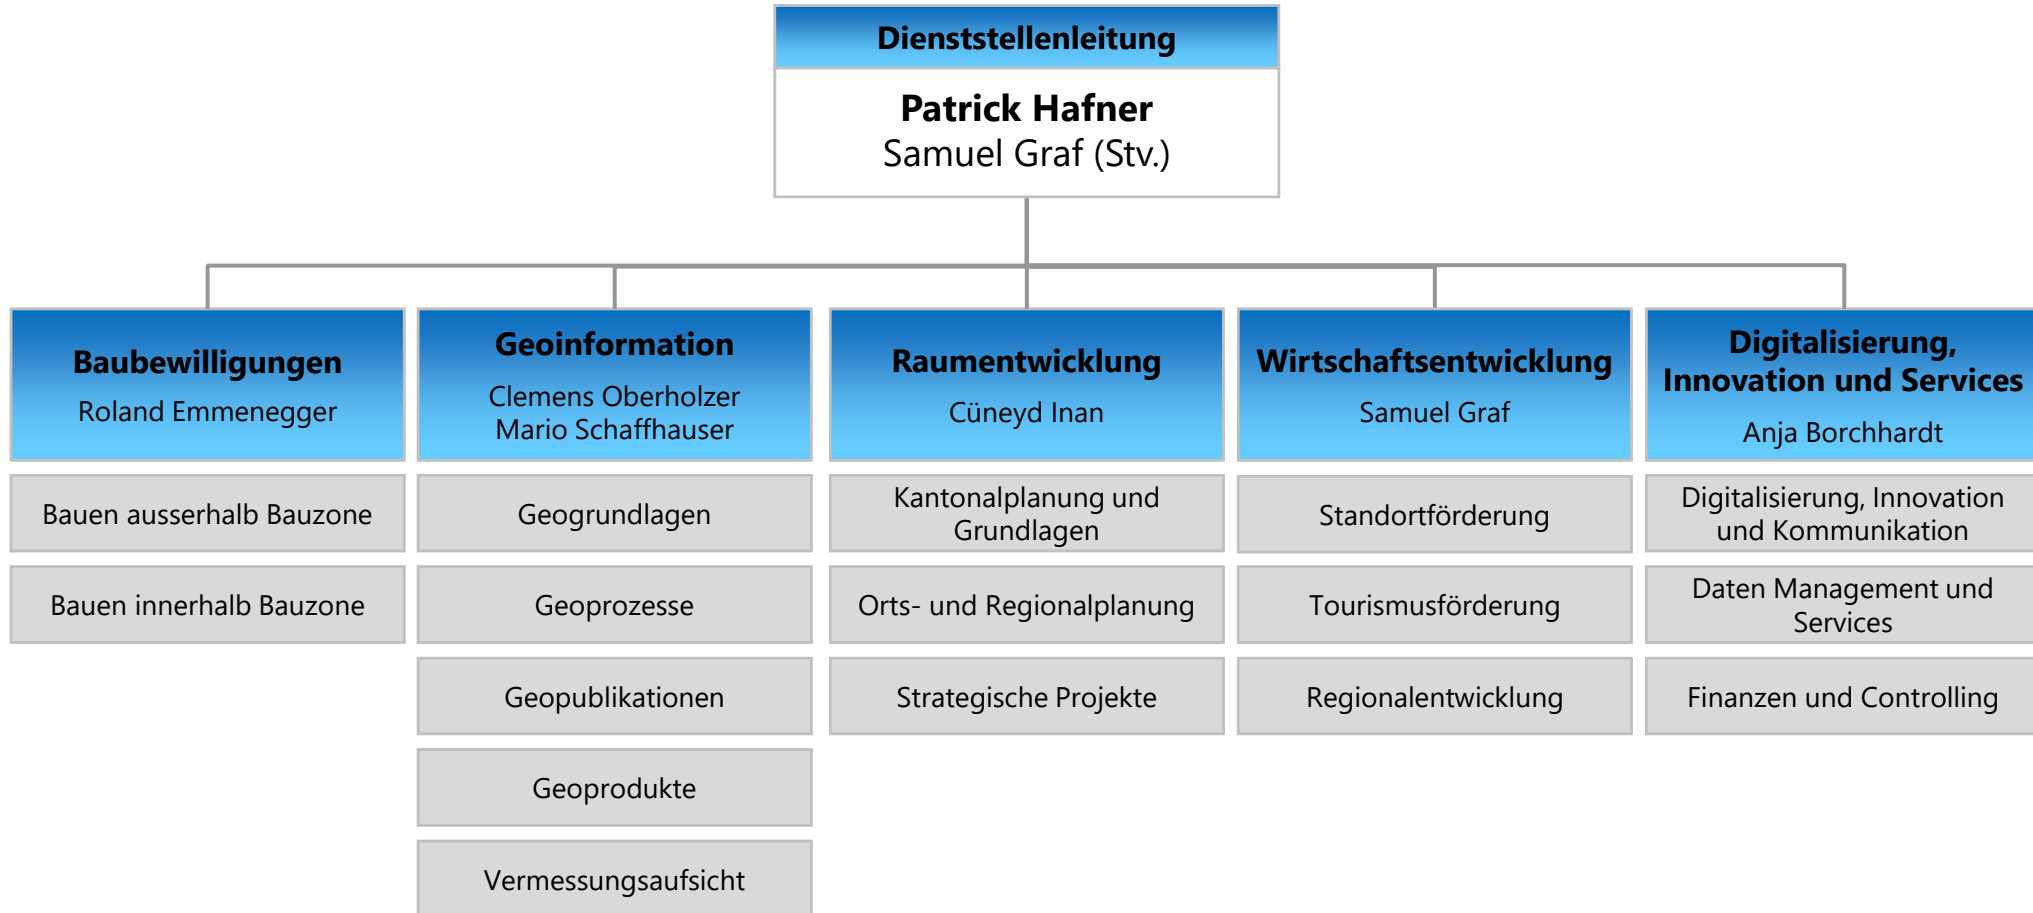 Dienststellenleitung
Patrick Hafner
Samuel Graf (Stv.)
Baubewilligungen
Roland Emmenegger
Bauen ausserhalb Bauzone
Bauen innerhalb Bauzone
Geoinformation
Clemens Oberholzer
Mario Schaffhauser
Geogrundlagen
Geoprozesse
Geopublikationen
Geoprodukte
Vermessungsaufsicht
Raumentwicklung
Cüneyd Inan
Kantonalplanung und
Grundlagen
Orts- und Regionalplanung
Strategische Projekte
Wirtschaftsentwicklung
Samuel Graf
Standortförderung
Tourismusförderung
Regionalentwicklung
Digitalisierung,
Innovation und Services
Anja Borchhardt
Digitalisierung, Innovation
und Kommunikation
Daten Management und
Services
Finanzen und Controlling